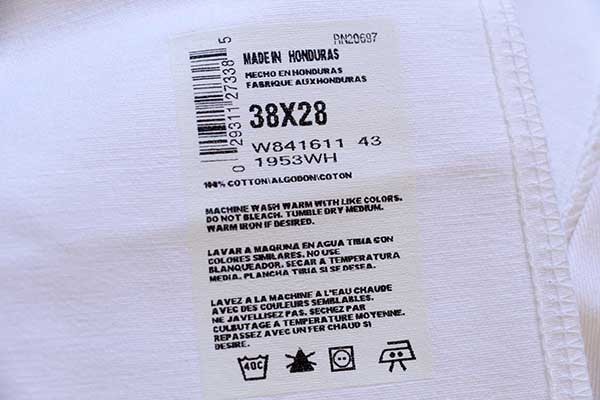 RN20697
MADE IN HONDURAS
HECHO EN HONDURAS
FABRIQUE AUX HONDURAS
0 29311 27338 5
38X28
W841611 43
1953WH
100% COTTON\ALGODON\COTON
MACHINE WASH WARM WITH LIKE COLORS.
DO NOT BLEACH. TUMBLE DRY MEDIUM.
WARM IRON IF DESIRED.
LAVAR A MAQUINA EN AGUA TIBIA CON
COLORES SIMILARES. NO USE
BLANQUEADOR. SECAR A TEMPERATURA
MEDIA. PLANCHA TIBIA SI SE DESEA.
LAVEZ A LA MACHINE A L'EAU CHAUDE
AVEC DES COULEURS SEMBLABLES.
NE JAVELLISEZ PAS. SECHEZ PAR
CULBUTAGE A TEMPERATURE MOYENNE.
REPASSEZ AVEC UN FER CHAUD SI
DESIRE.
40C